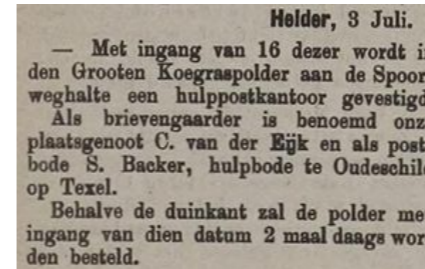 Helder, 3 Juli.
— Met ingang van 16 dezer wordt i
den Grooten Koegraspolder aan de Spoor
weghalte een hulppostkantoor gevestigd
Als brievengaarder is benoemd onz
plaatsgenoot C. van der Eijk en als post
bode S. Backer, hulpbode te Oudeschild
op Texel.
Behalve de duinkant zal de polder me
ingang van dien datum 2 maal daags wor
den besteld.